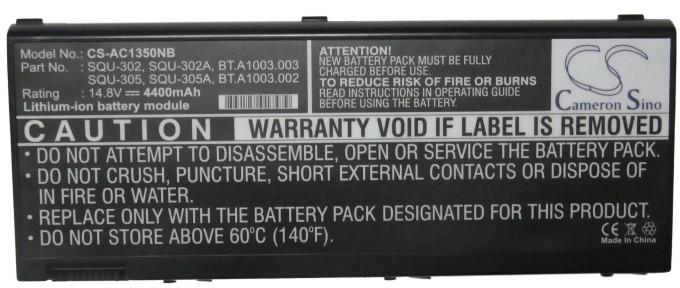 Model No.: CS-AC1350NB
Part No. : SQU-302, SQU-302A, BT.A1003.003
SQU-305, SQU-305A, BT.A1003.002
Rating : 14.8V ⎓ 4400mAh
Lithium-ion battery module
ATTENTION!
NEW BATTERY PACK MUST BE FULLY
CHARGED BEFORE USE.
TO REDUCE RISK OF FIRE OR BURNS
READ INSTRUCTIONS IN OPERATING GUIDE
BEFORE USING BATTERY.
CS
Cameron Sino
CAUTION
WARRANTY VOID IF LABEL IS REMOVED
• DO NOT ATTEMPT TO DISASSEMBLE, OPEN OR SERVICE THE BATTERY PACK.
• DO NOT CRUSH, PUNCTURE, SHORT EXTERNAL CONTACTS OR DISPOSE OF
IN FIRE OR WATER.
• REPLACE ONLY WITH THE BATTERY PACK DESIGNATED FOR THIS PRODUCT.
• DO NOT STORE ABOVE 60°C (140°F).
CE
Made In China